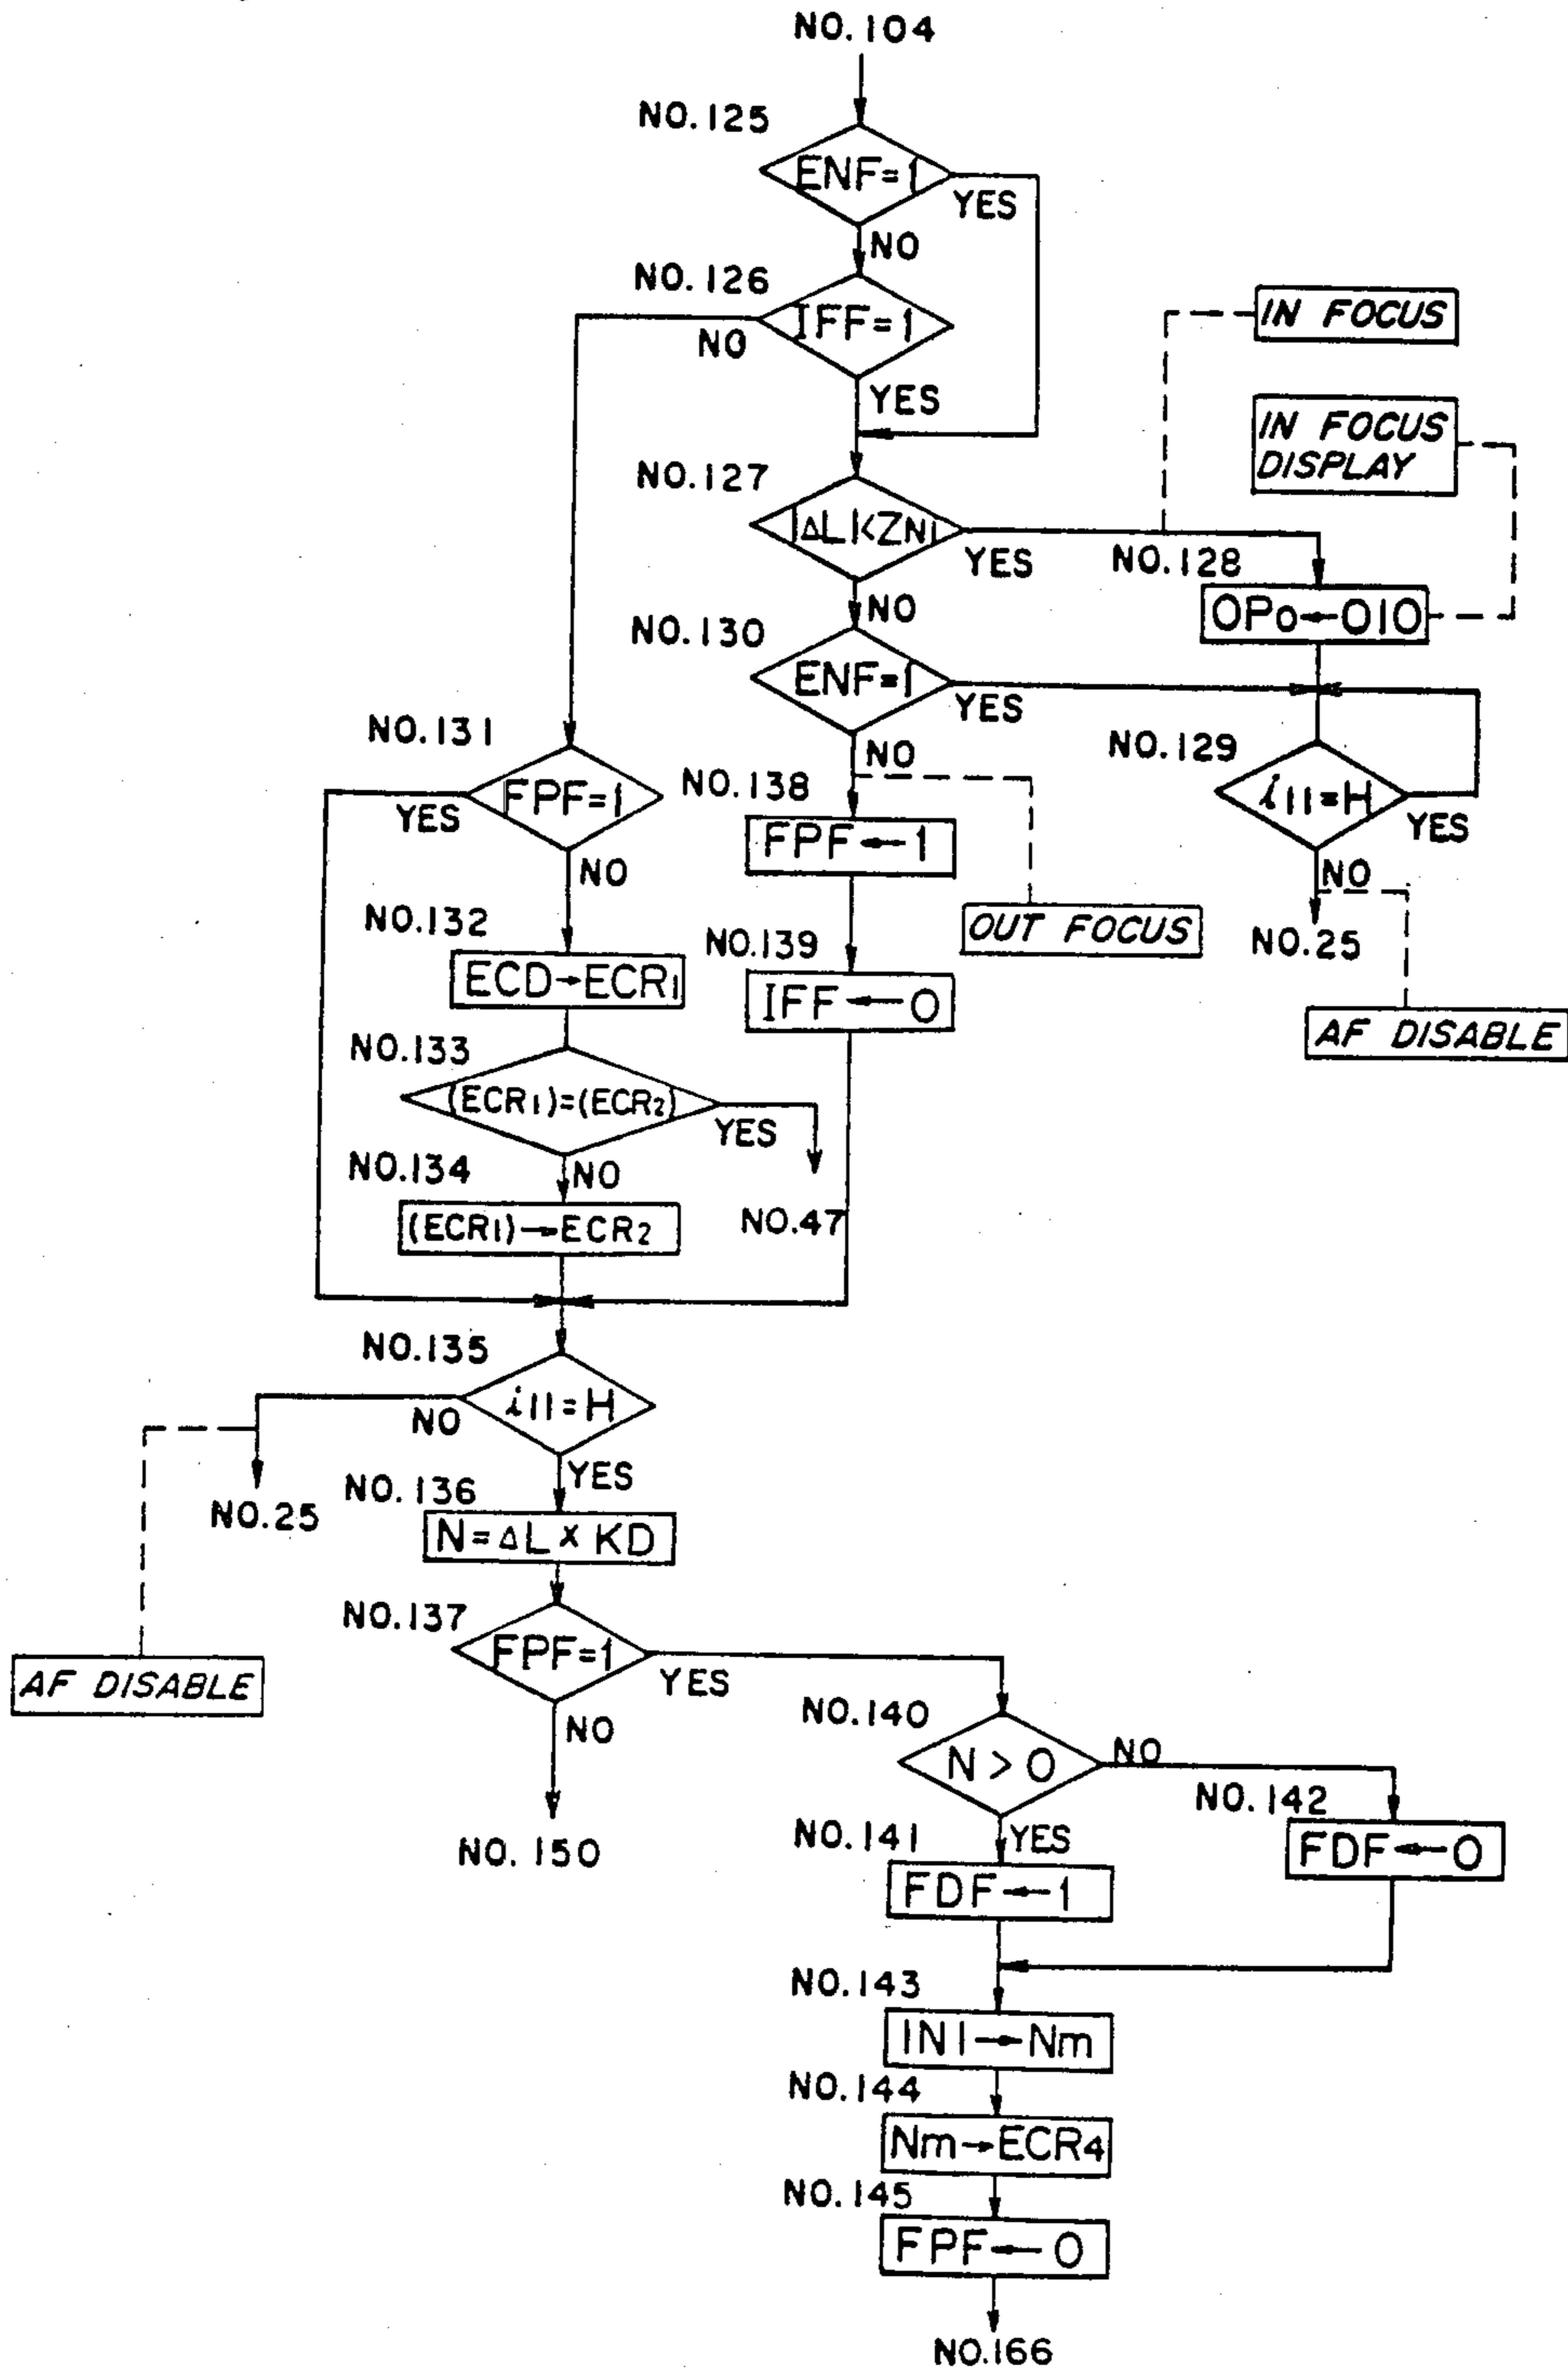 NO.104
NO.125
ENF=1
YES
NO
NO.126
IFF=1
NO
YES
IN FOCUS
IN FOCUS
DISPLAY
NO.127
|ΔL|<ZN1
YES
NO.128
OPo←010
NO
NO.130
ENF=1
YES
NO
NO.129
i11=H
YES
NO
NO.25
AF DISABLE
NO.131
FPF=1
YES
NO
NO.138
FPF←1
OUT FOCUS
NO.139
IFF←0
NO.132
ECD→ECR1
NO.133
(ECR1)=(ECR2)
YES
NO
NO.47
NO.134
(ECR1)→ECR2
NO.135
i11=H
NO
YES
NO.25
AF DISABLE
NO.136
N=ΔL×KD
NO.137
FPF=1
YES
NO
NO.150
NO.140
N>0
NO
YES
NO.142
FDF←0
NO.141
FDF←1
NO.143
|N|→Nm
NO.144
Nm→ECR4
NO.145
FPF←0
NO.166